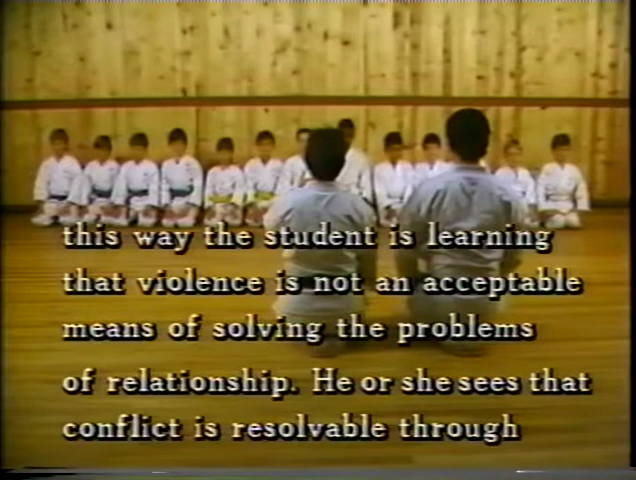 this way the student is learning
that violence is not an acceptable
means of solving the problems
of relationship. He or she sees that
conflict is resolvable through